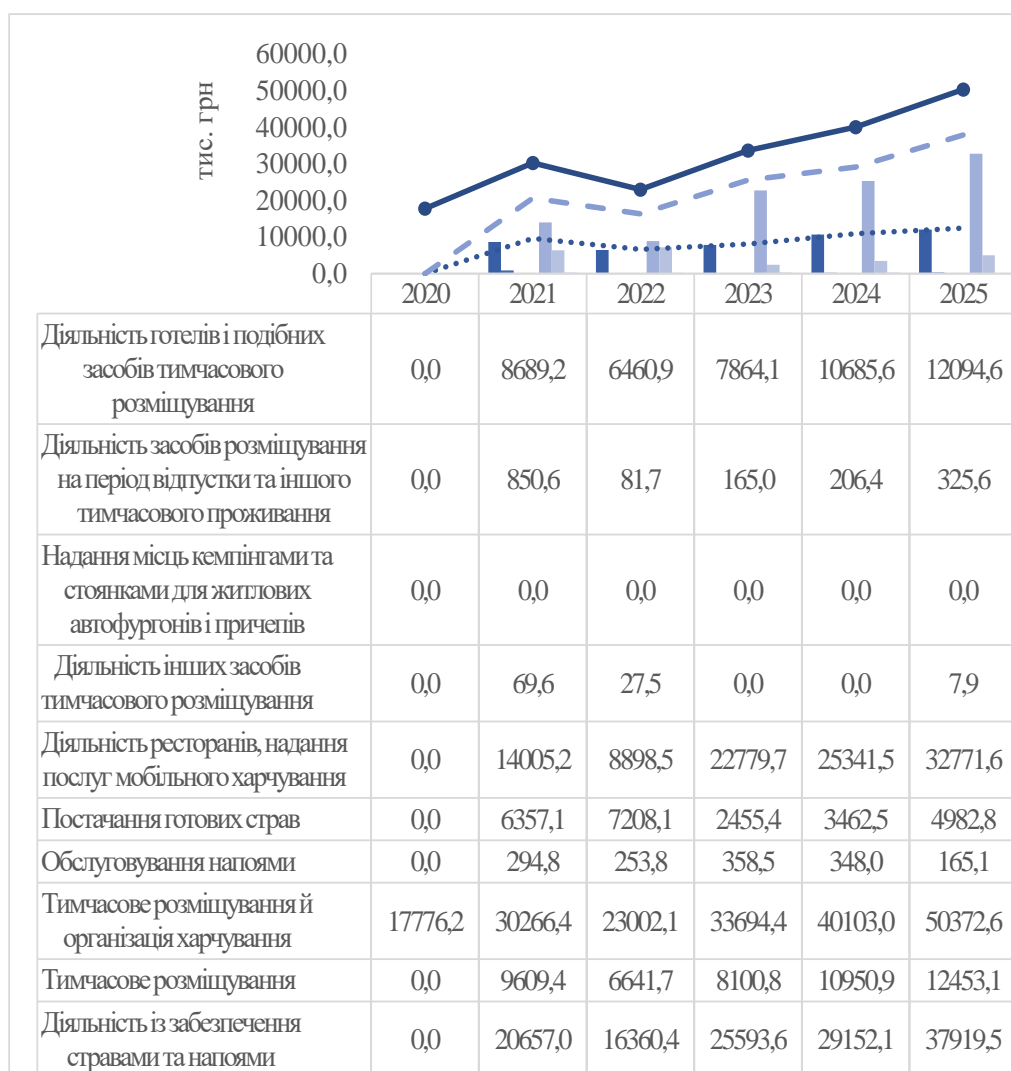 60000,0
50000,0
40000,0
30000,0
20000,0
10000,0
0,0
тис. грн
2020 2021 2022 2023 2024 2025
Діяльність готелів і подібних
засобів тимчасового
розміщування
0,0 8689,2 6460,9 7864,1 10685,6 12094,6
Діяльність засобів розміщування
на період відпустки та іншого
тимчасового проживання
0,0 850,6 81,7 165,0 206,4 325,6
Надання місць кемпінгами та
стоянками для житлових
автофургонів і причепів
0,0 0,0 0,0 0,0 0,0 0,0
Діяльність інших засобів
тимчасового розміщування
0,0 69,6 27,5 0,0 0,0 7,9
Діяльність ресторанів, надання
послуг мобільного харчування
0,0 14005,2 8898,5 22779,7 25341,5 32771,6
Постачання готових страв 0,0 6357,1 7208,1 2455,4 3462,5 4982,8
Обслуговування напоями 0,0 294,8 253,8 358,5 348,0 165,1
Тимчасове розміщування й
організація харчування
17776,2 30266,4 23002,1 33694,4 40103,0 50372,6
Тимчасове розміщування 0,0 9609,4 6641,7 8100,8 10950,9 12453,1
Діяльність із забезпечення
стравами та напоями
0,0 20657,0 16360,4 25593,6 29152,1 37919,5